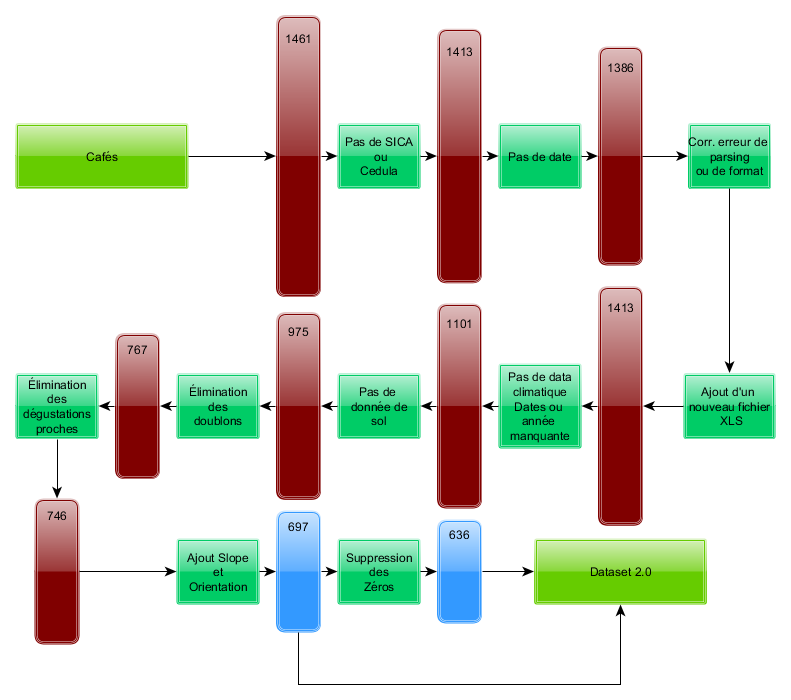 Cafés
1461
Pas de SICA
ou
Cedula
1413
Pas de date
1386
Corr. erreur de
parsing
ou de format
Ajout d'un
nouveau fichier
XLS
1413
Pas de data
climatique
Dates ou
année
manquante
1101
Pas de
donnée de
sol
975
Élimination
des
doublons
767
Élimination
des
dégustations
proches
746
Ajout Slope
et
Orientation
697
Suppression
des
Zéros
636
Dataset 2.0